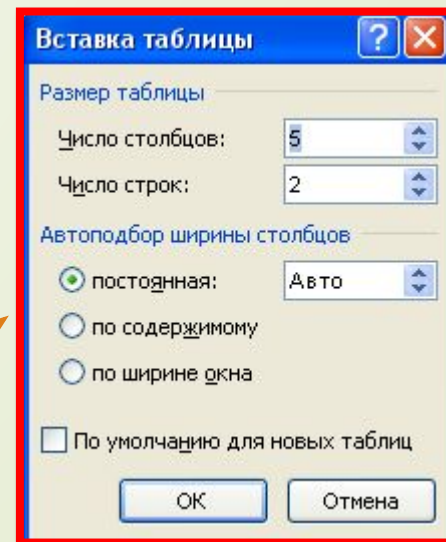 Вставка таблицы
Размер таблицы
Число столбцов: 5
Число строк: 2
Автоподбор ширины столбцов
постоянная: Авто
по содержимому
по ширине окна
По умолчанию для новых таблиц
ОК Отмена